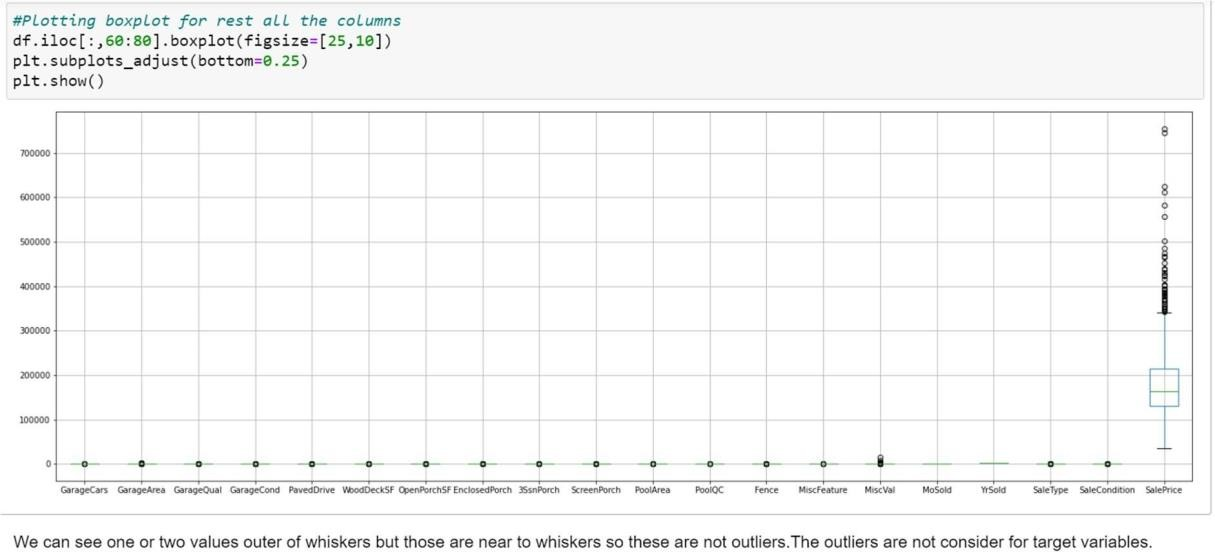 #Plotting boxplot for rest all the columns
df.iloc[:,60:80].boxplot(figsize=[25,10])
plt.subplots_adjust(bottom=0.25)
plt.show()
700000
600000
500000
400000
300000
200000
100000
0
GarageCars GarageArea GarageQual GarageCond PavedDrive WoodDeckSF OpenPorchSF EnclosedPorch 3SsnPorch ScreenPorch PoolArea PoolQC Fence MiscFeature MiscVal MoSold YrSold SaleType SaleCondition SalePrice
We can see one or two values outer of whiskers but those are near to whiskers so these are not outliers.The outliers are not consider for target variables.